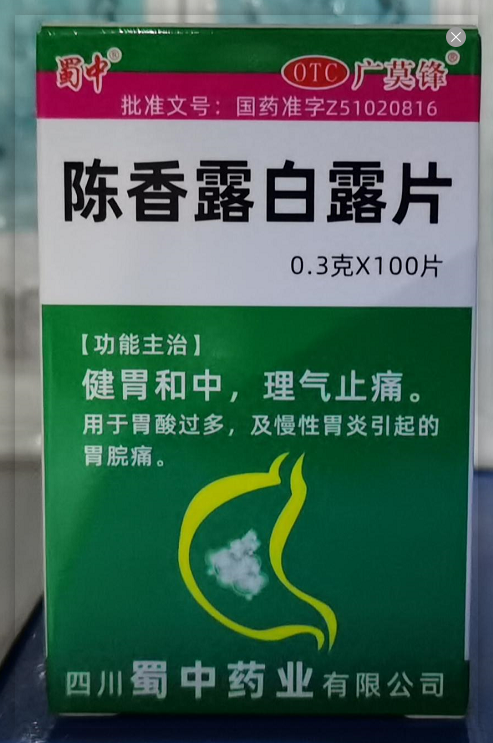 蜀中® OTC 广莫锋®
批准文号：国药准字Z51020816
陈香露白露片
0.3克X100片
【功能主治】
健胃和中，理气止痛。
用于胃酸过多，及慢性胃炎引起的
胃脘痛。
四川蜀中药业有限公司